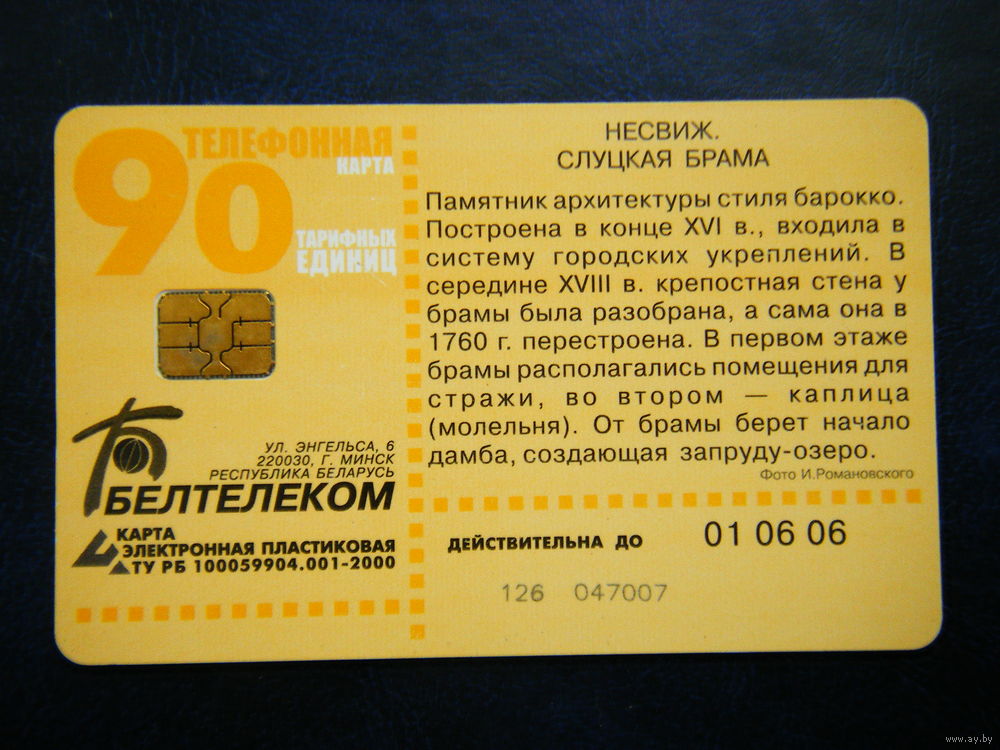 90
ТЕЛЕФОННАЯ
КАРТА
ТАРИФНЫХ
ЕДИНИЦ
УЛ. ЭНГЕЛЬСА, 6
220030, Г. МИНСК
РЕСПУБЛИКА БЕЛАРУСЬ
БЕЛТЕЛЕКОМ
КАРТА
ЭЛЕКТРОННАЯ ПЛАСТИКОВАЯ
ТУ РБ 100059904.001-2000
НЕСВИЖ.
СЛУЦКАЯ БРАМА
Памятник архитектуры стиля барокко.
Построена в конце XVI в., входила в
систему городских укреплений. В
середине XVIII в. крепостная стена у
брамы была разобрана, а сама она в
1760 г. перестроена. В первом этаже
брамы располагались помещения для
стражи, во втором — каплица
(молельня). От брамы берет начало
дамба, создающая запруду-озеро.
Фото И.Романовского
ДЕЙСТВИТЕЛЬНА ДО 01 06 06
126 047007
www.ay.by